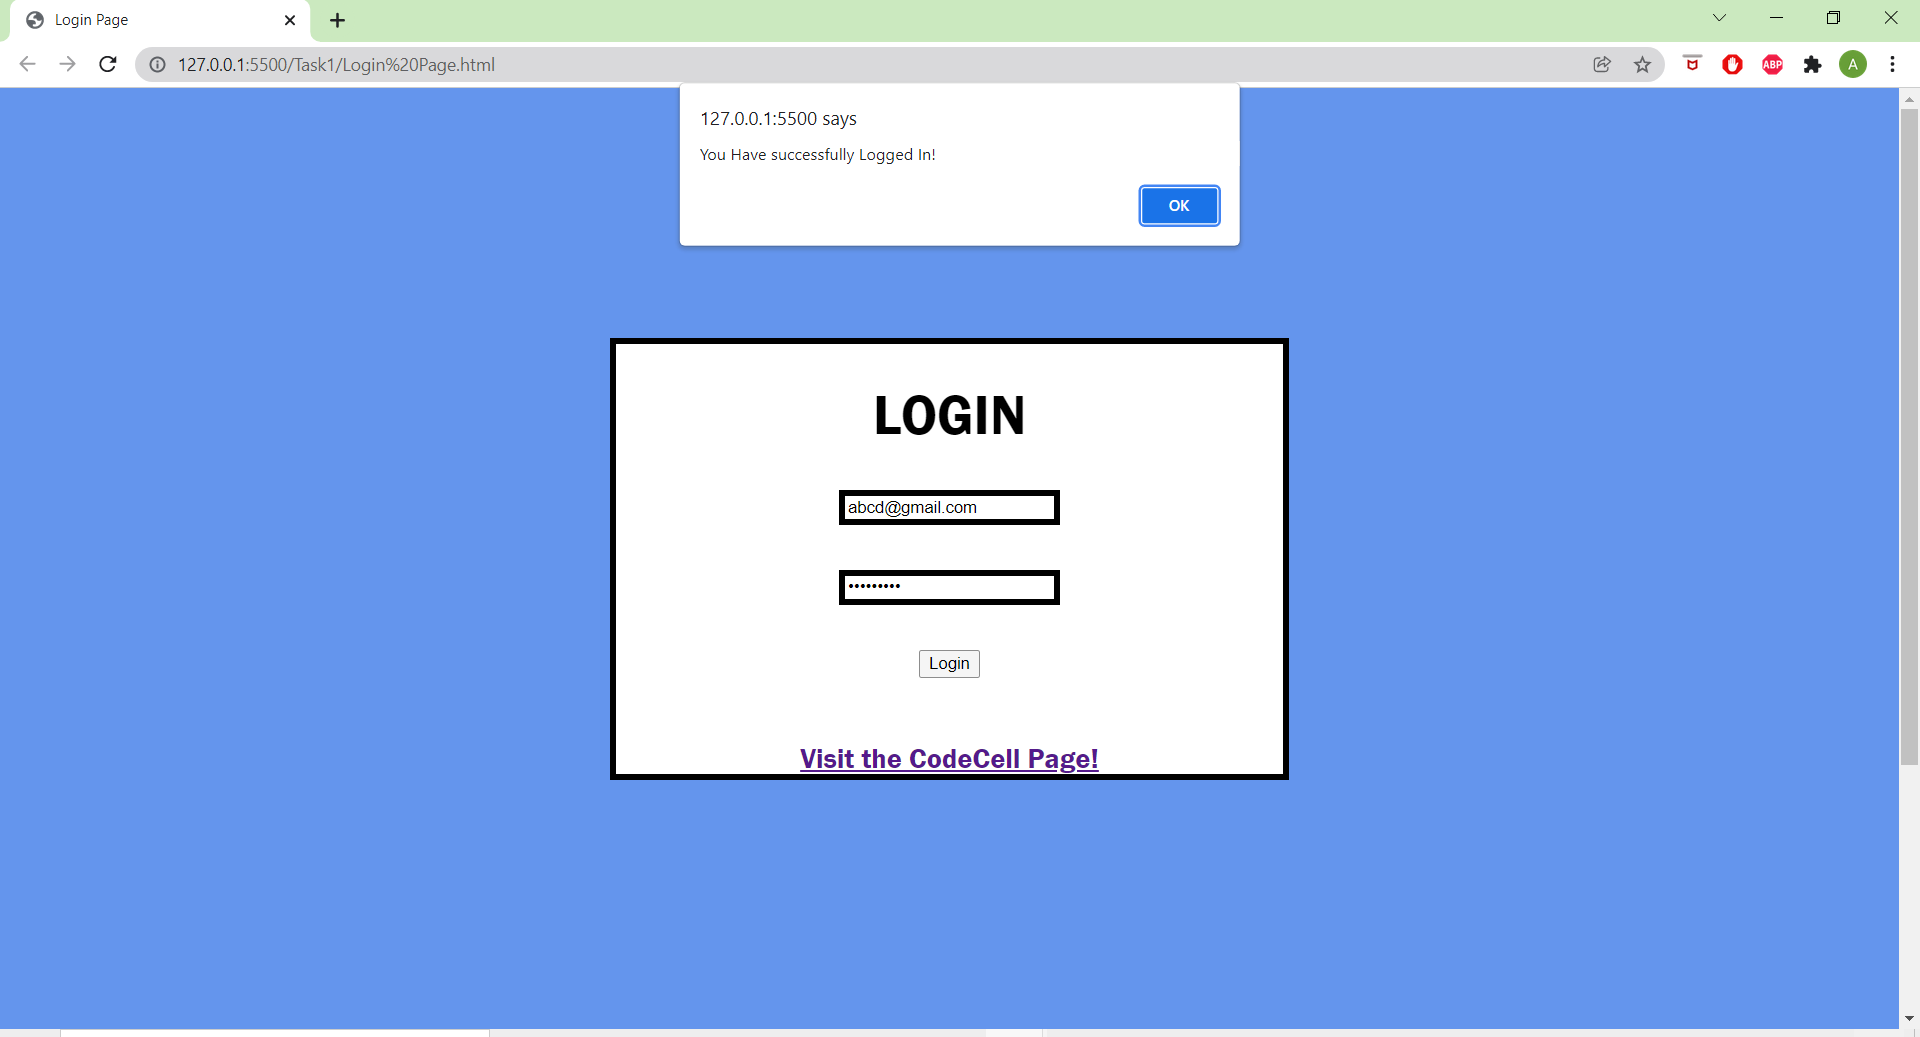 Login Page
127.0.0.1:5500/Task1/Login%20Page.html
ABP
A
127.0.0.1:5500 says
You Have successfully Logged In!
OK
LOGIN
abcd@gmail.com
•••••••••
Login
Visit the CodeCell Page!